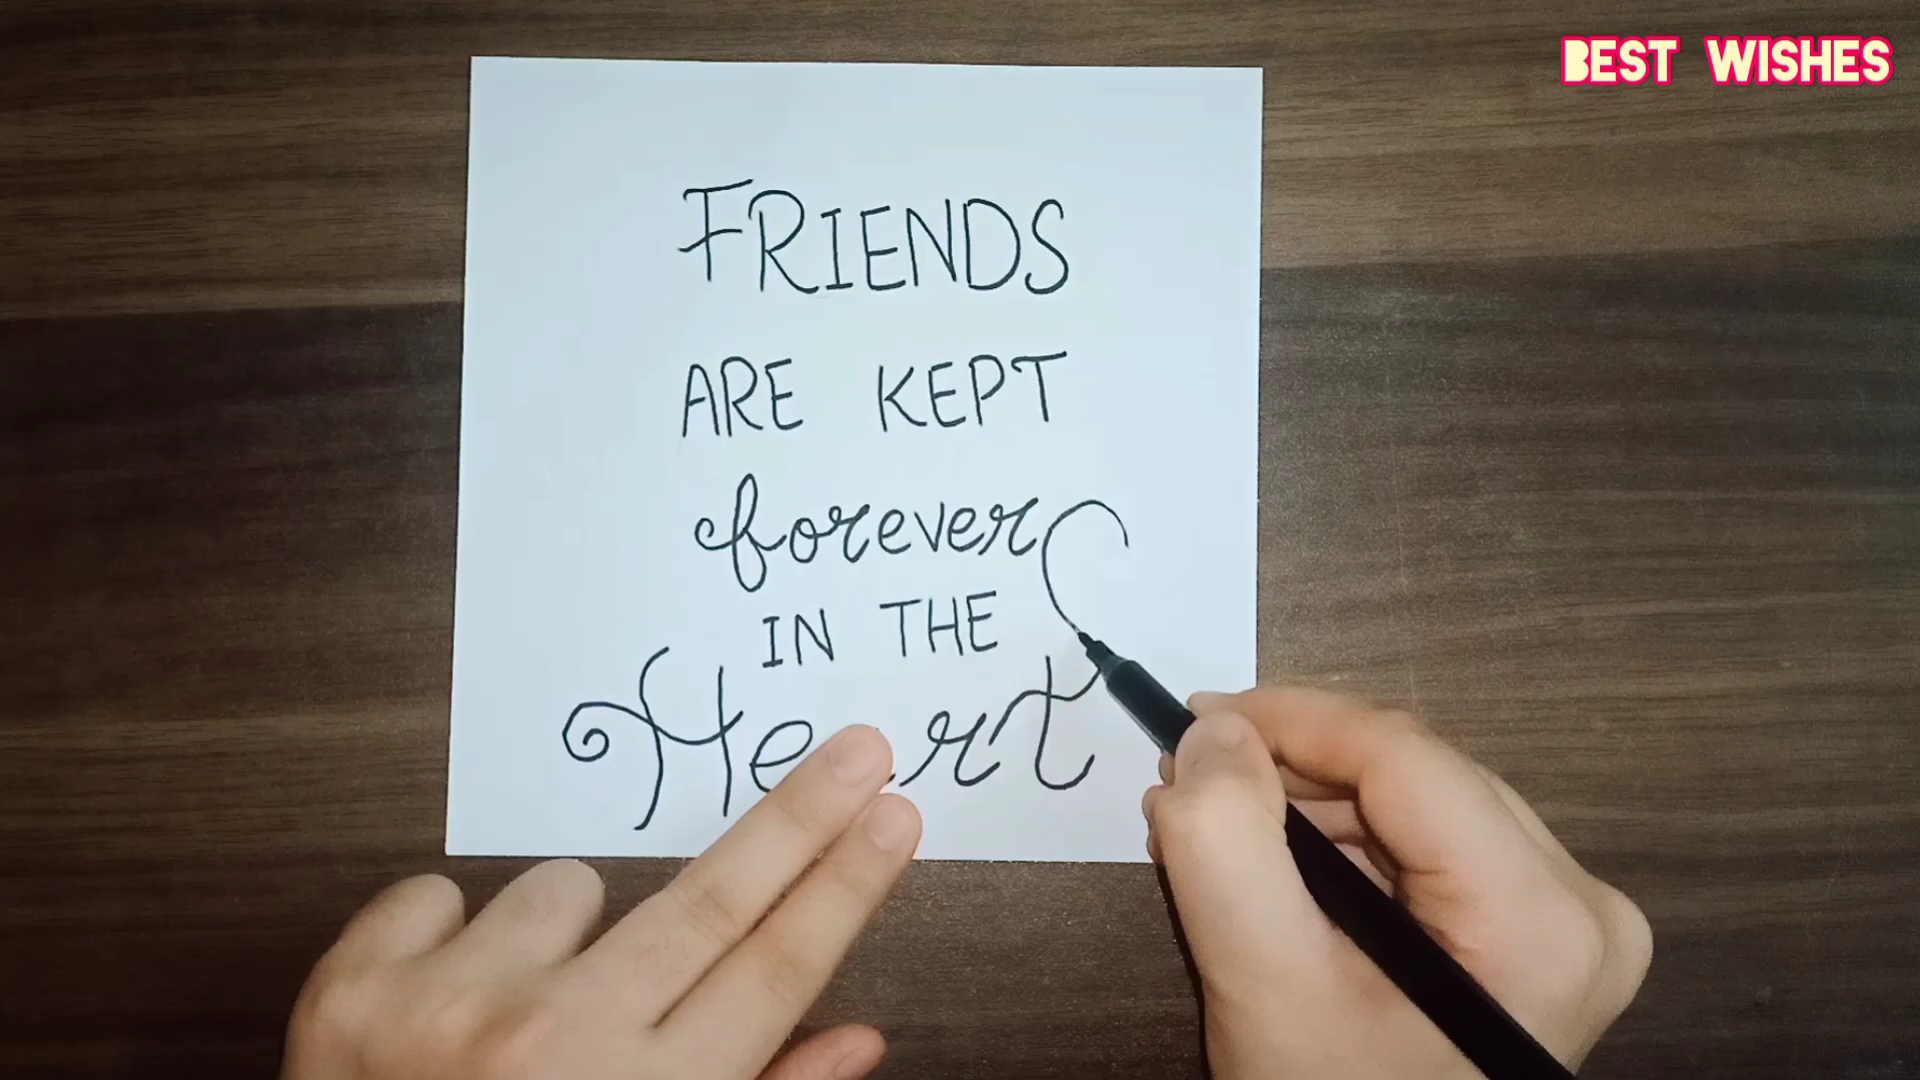 BEST WISHES
FRIENDS
ARE KEPT
forever
IN THE
Heart